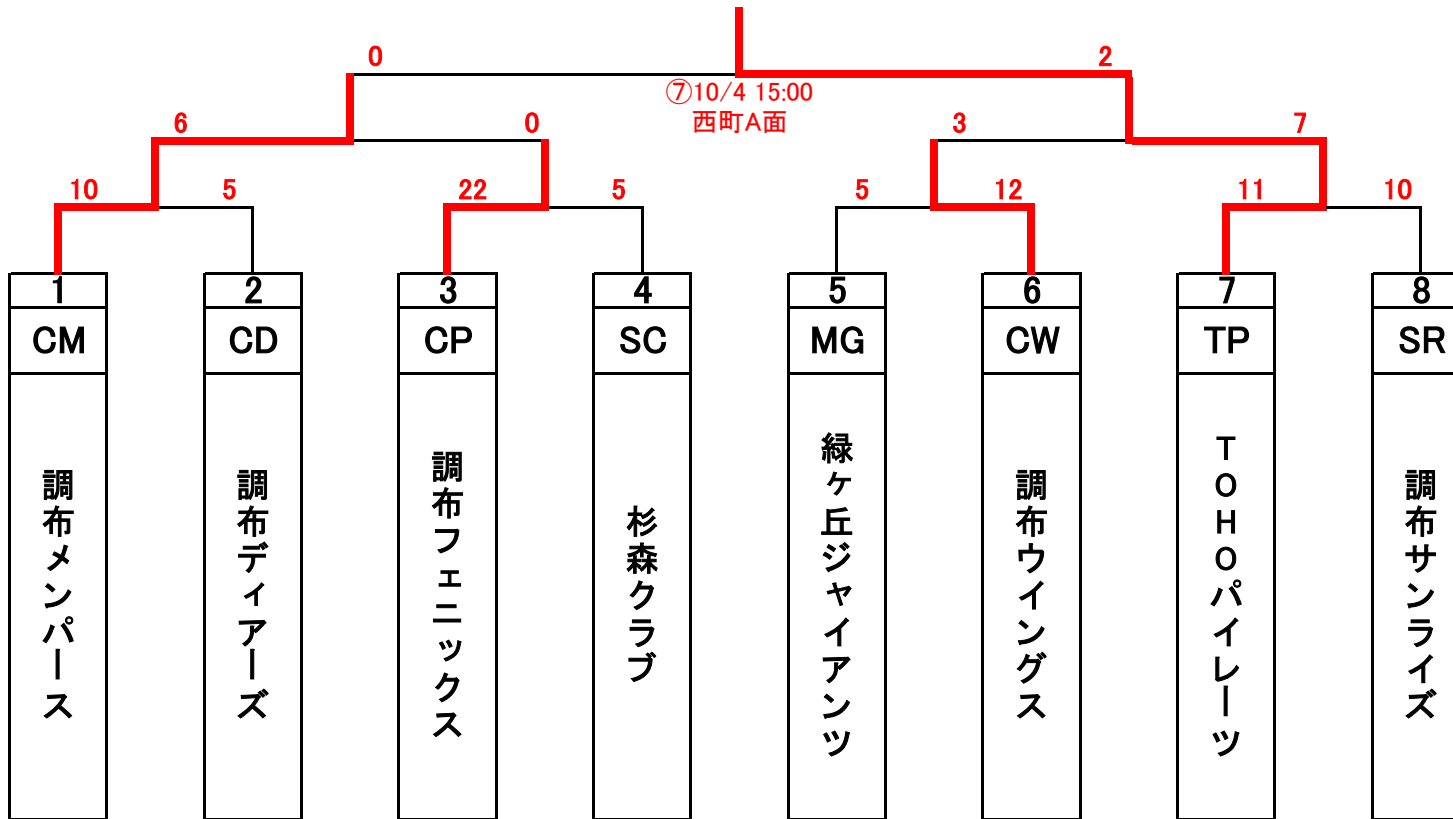 0
2
⑦10/4 15:00
西町A面
6
0
3
7
10
5
22
5
5
12
11
10
1
2
3
4
5
6
7
8
CM
CD
CP
SC
MG
CW
TP
SR
調布メンパース
調布ディアーズ
調布フェニックス
杉森クラブ
緑ヶ丘ジャイアンツ
調布ウイングス
TOHOパイレーツ
調布サンライズ